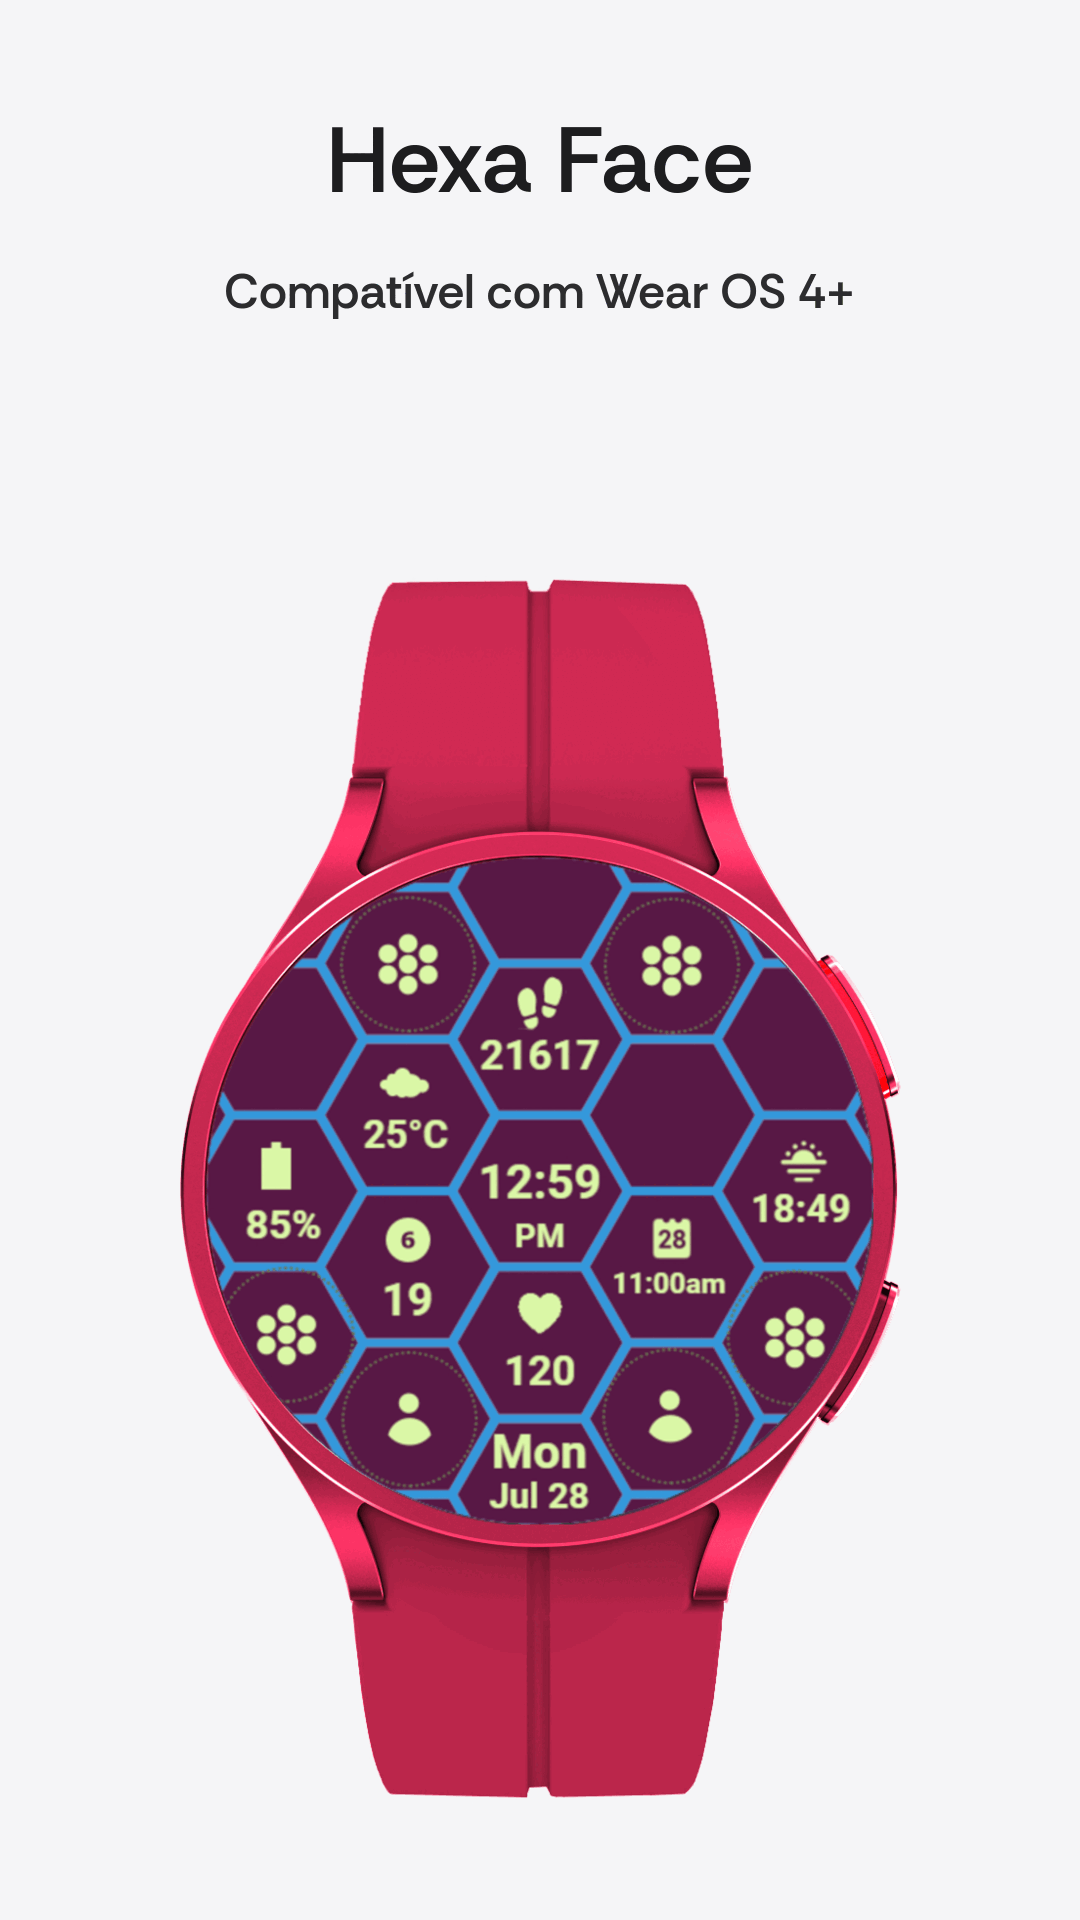 Hexa Face
Compatível com Wear OS 4+
21617
25°C
12:59
PM
85%
18:49
6
19
28
11:00am
120
Mon
Jul 28